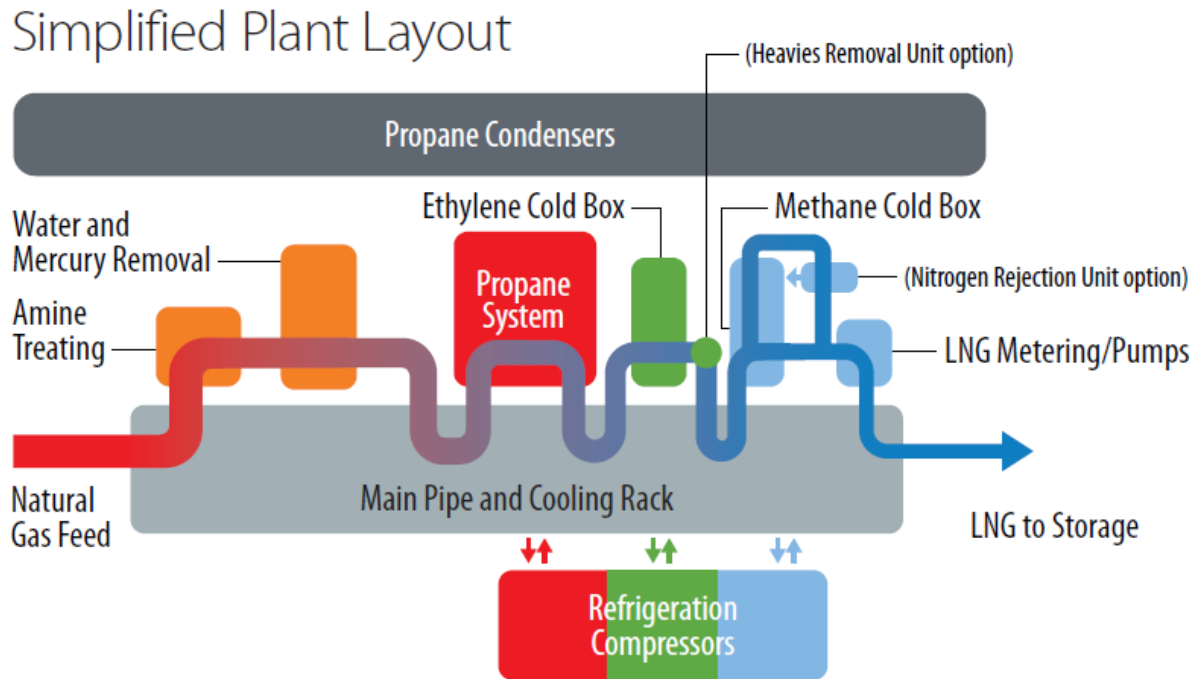 Simplified Plant Layout
(Heavies Removal Unit option)
Propane Condensers
Water and
Mercury Removal
Ethylene Cold Box
Methane Cold Box
Propane
System
(Nitrogen Rejection Unit option)
Amine
Treating
LNG Metering/Pumps
Natural
Gas Feed
Main Pipe and Cooling Rack
LNG to Storage
Refrigeration
Compressors